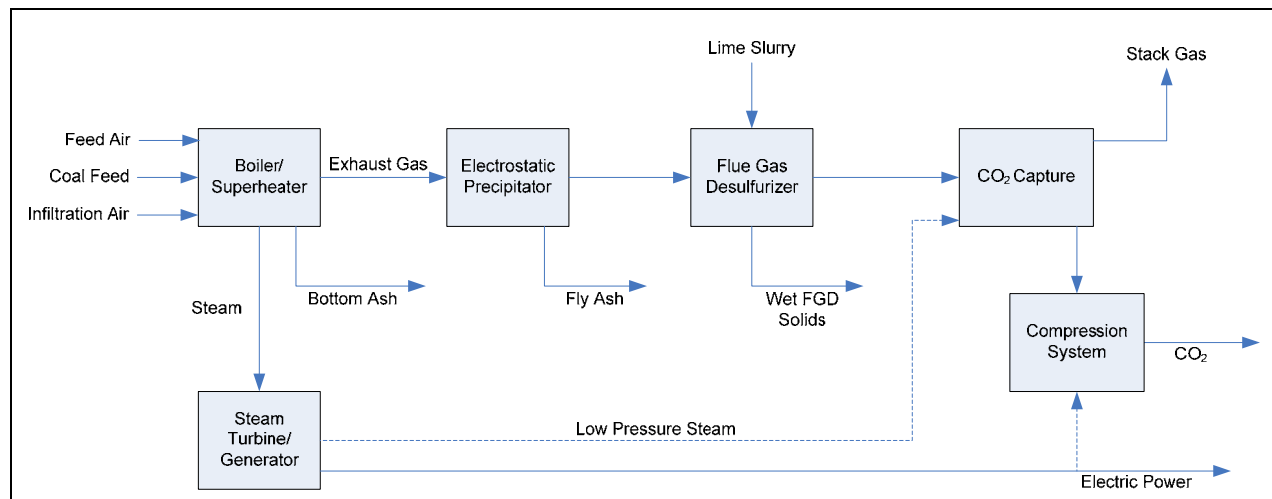 Lime Slurry
Stack Gas
Feed Air
Coal Feed
Infiltration Air
Boiler/
Superheater
Exhaust Gas
Electrostatic
Precipitator
Flue Gas
Desulfurizer
CO₂ Capture
Steam
Bottom Ash
Fly Ash
Wet FGD
Solids
Compression
System
CO₂
Steam
Turbine/
Generator
Low Pressure Steam
Electric Power